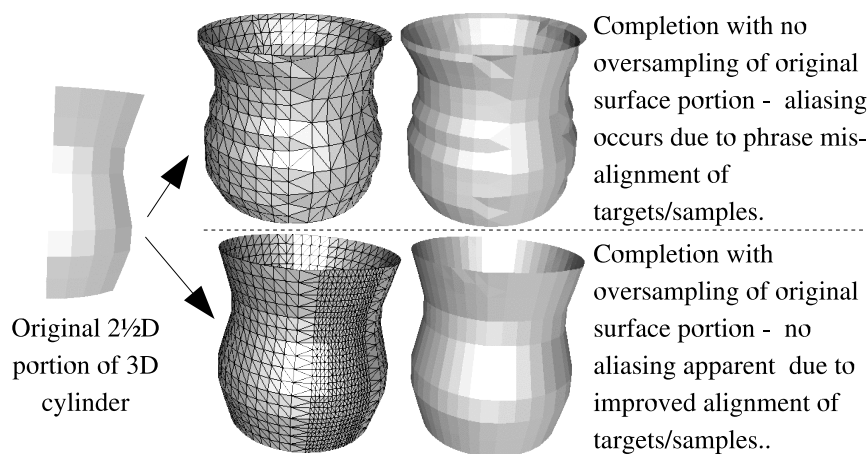 Completion with no
oversampling of original
surface portion - aliasing
occurs due to phrase mis-
alignment of
targets/samples.
Original 2½D
portion of 3D
cylinder
Completion with
oversampling of original
surface portion - no
aliasing apparent due to
improved alignment of
targets/samples..